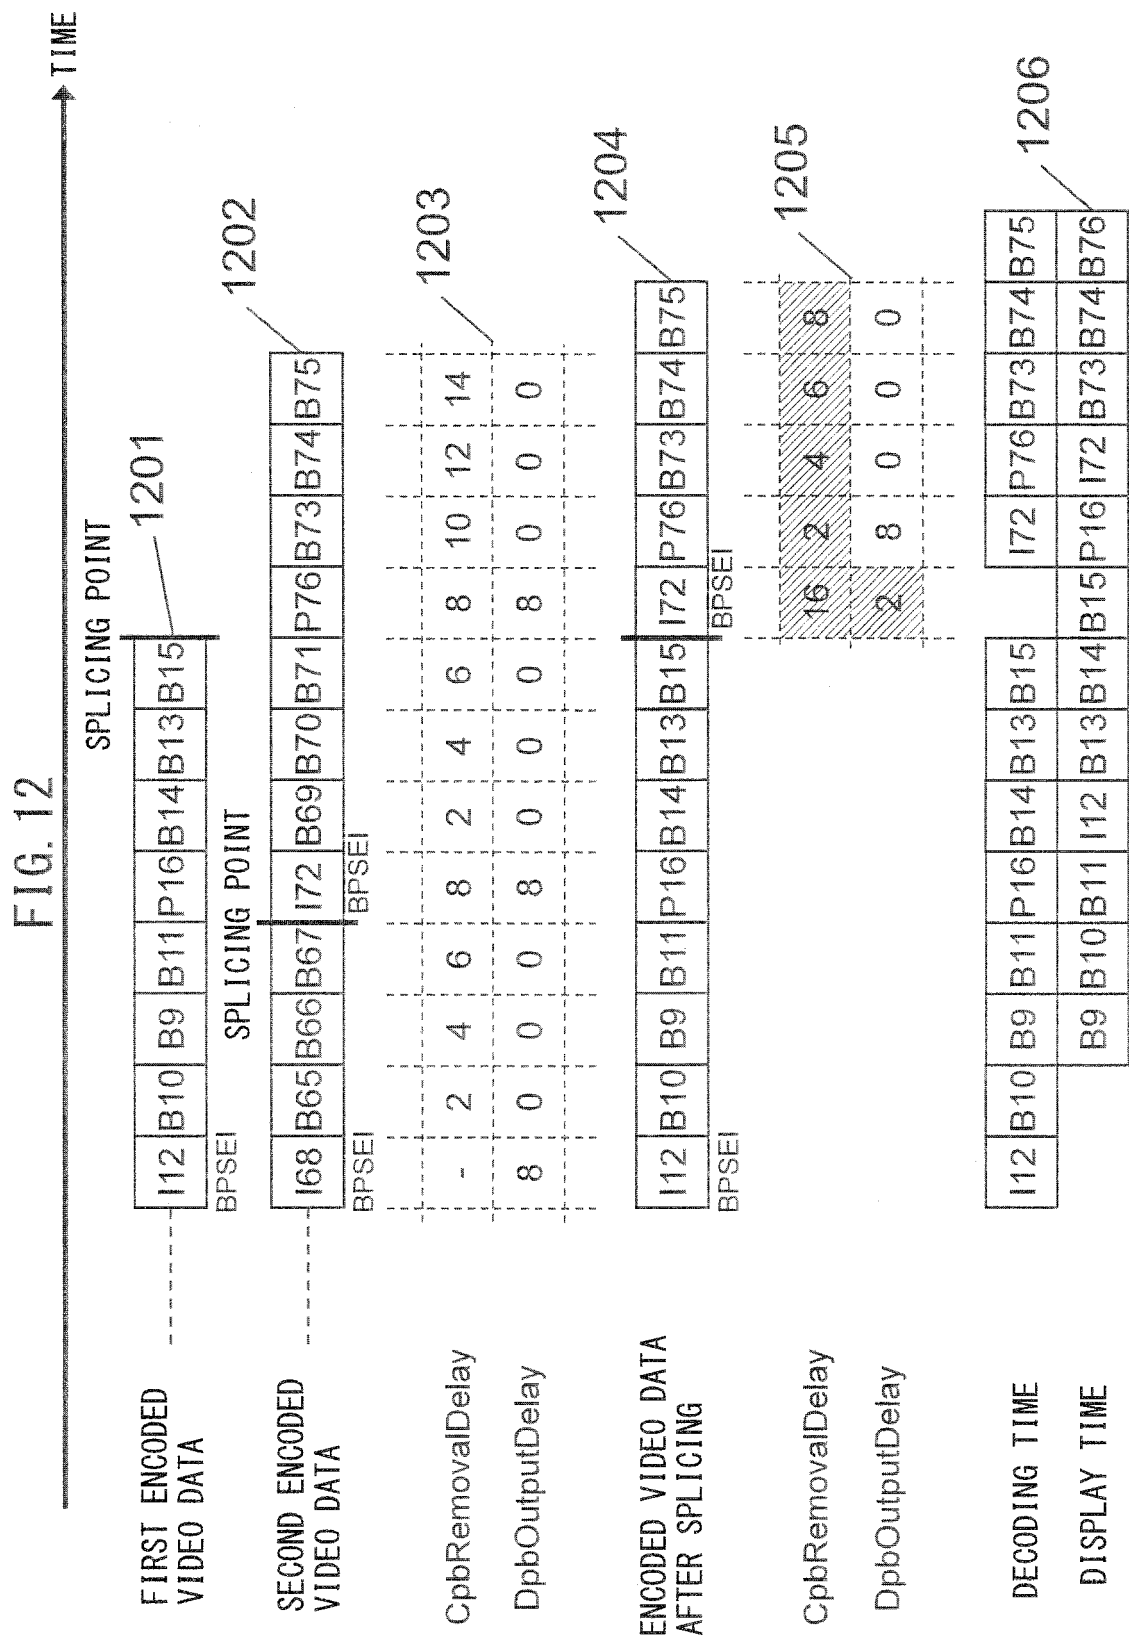 FIG. 12
TIME
SPLICING POINT
1201
FIRST ENCODED
VIDEO DATA
I12 B10 B9 B11 P16 B14 B13 B15
BPSEI
SPLICING POINT
1202
SECOND ENCODED
VIDEO DATA
I68 B65 B66 B67 I72 B69 B70 B71 P76 B73 B74 B75
BPSEI BPSEI
1203
CpbRemovalDelay
- 2 4 6 8 2 4 6 8 10 12 14
DpbOutputDelay
8 0 0 0 8 0 0 0 8 0 0 0
1204
ENCODED VIDEO DATA
AFTER SPLICING
I12 B10 B9 B11 P16 B14 B13 B15 I72 P76 B73 B74 B75
BPSEI BPSEI
1205
CpbRemovalDelay
16 2 4 6 8
DpbOutputDelay
2 8 0 0 0
1206
DECODING TIME
I12 B10 B9 B11 P16 B14 B13 B15 I72 P76 B73 B74 B75
DISPLAY TIME
B9 B10 B11 I12 B13 B14 B15 P16 I72 B73 B74 B76